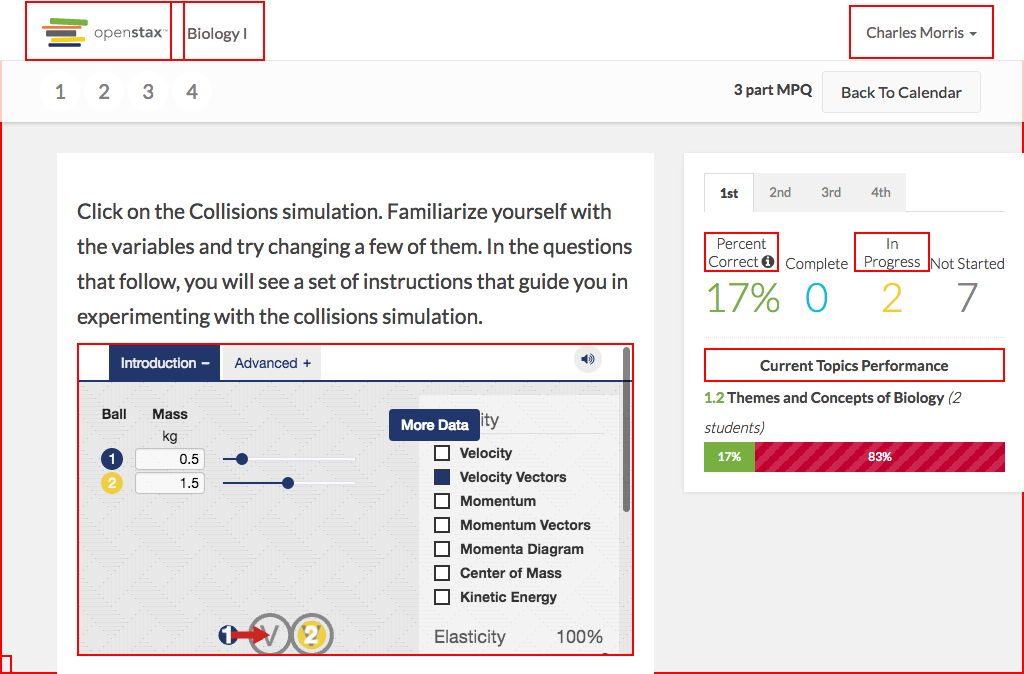 openstax™ Biology I Charles Morris
1 2 3 4 3 part MPQ Back To Calendar
Click on the Collisions simulation. Familiarize yourself with
the variables and try changing a few of them. In the questions
that follow, you will see a set of instructions that guide you in
experimenting with the collisions simulation.
Introduction – Advanced +
Ball Mass
kg
1 0.5
2 1.5
More Data ity
Velocity
Velocity Vectors
Momentum
Momentum Vectors
Momenta Diagram
Center of Mass
Kinetic Energy
Elasticity 100%
1 V 2
1st 2nd 3rd 4th
Percent
Correct Complete In
Progress Not Started
17% 0 2 7
Current Topics Performance
1.2 Themes and Concepts of Biology (2
students)
17% 83%